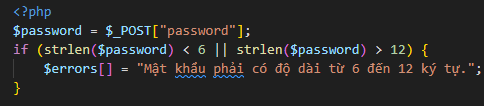 <?php
$password = $_POST["password"];
if (strlen($password) < 6 || strlen($password) > 12) {
    $errors[] = "Mật khẩu phải có độ dài từ 6 đến 12 ký tự.";
}